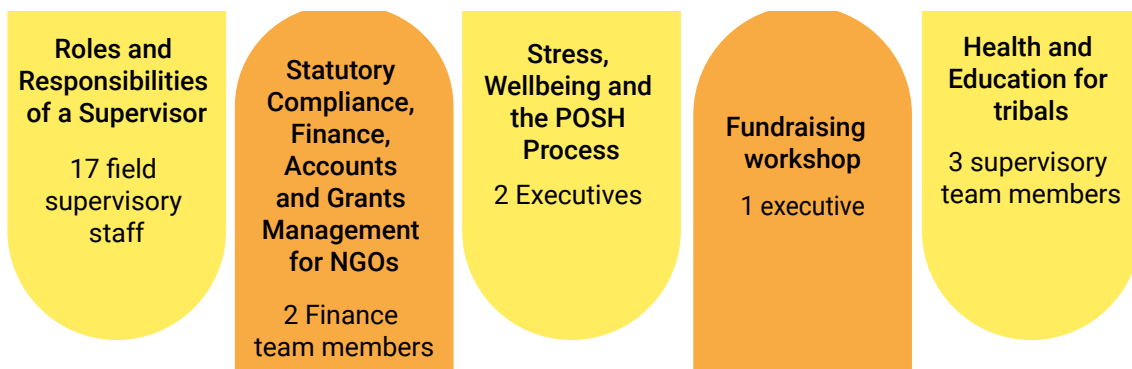 Roles and
Responsibilities
of a Supervisor
17 field
supervisory
staff
Statutory
Compliance,
Finance,
Accounts
and Grants
Management
for NGOs
2 Finance
team members
Stress,
Wellbeing and
the POSH
Process
2 Executives
Fundraising
workshop
1 executive
Health and
Education for
tribals
3 supervisory
team members